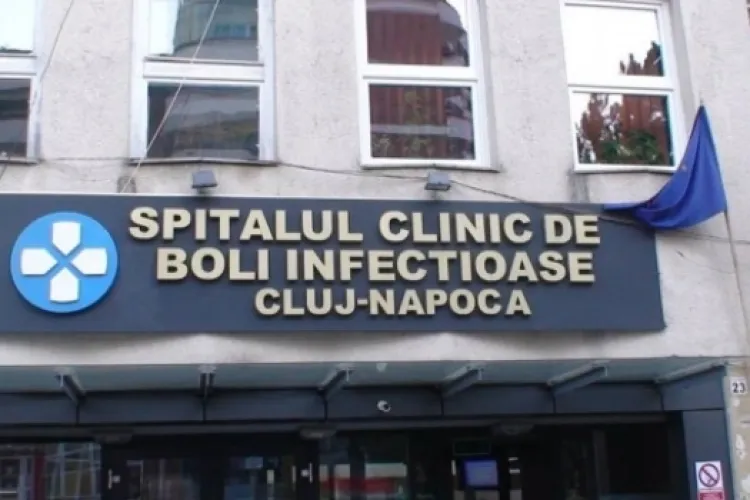 SPITALUL CLINIC DE
BOLI INFECTIOASE
CLUJ-NAPOCA
23